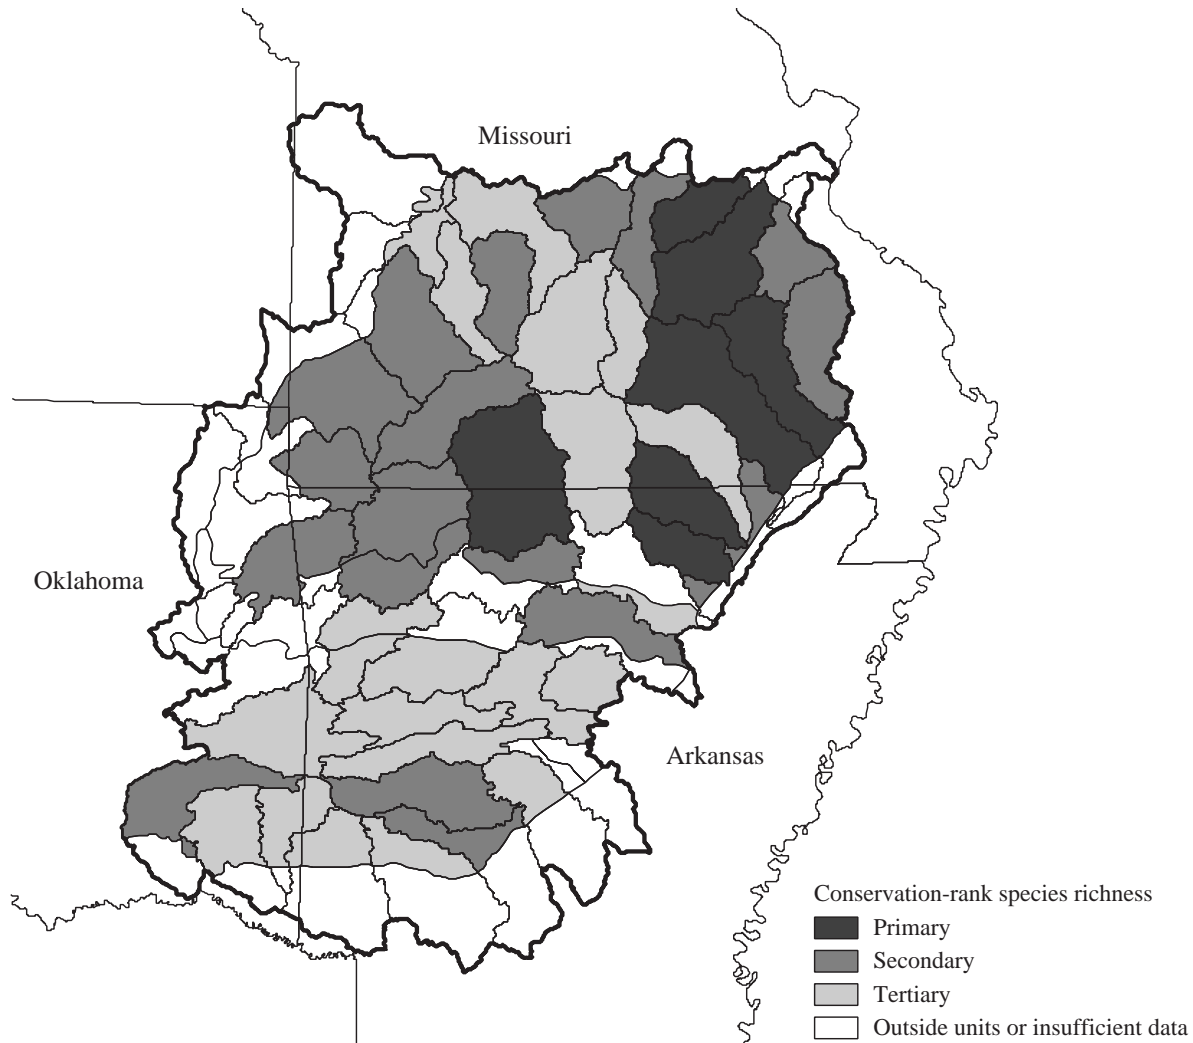 Missouri
Oklahoma
Arkansas
Conservation-rank species richness
Primary
Secondary
Tertiary
Outside units or insufficient data